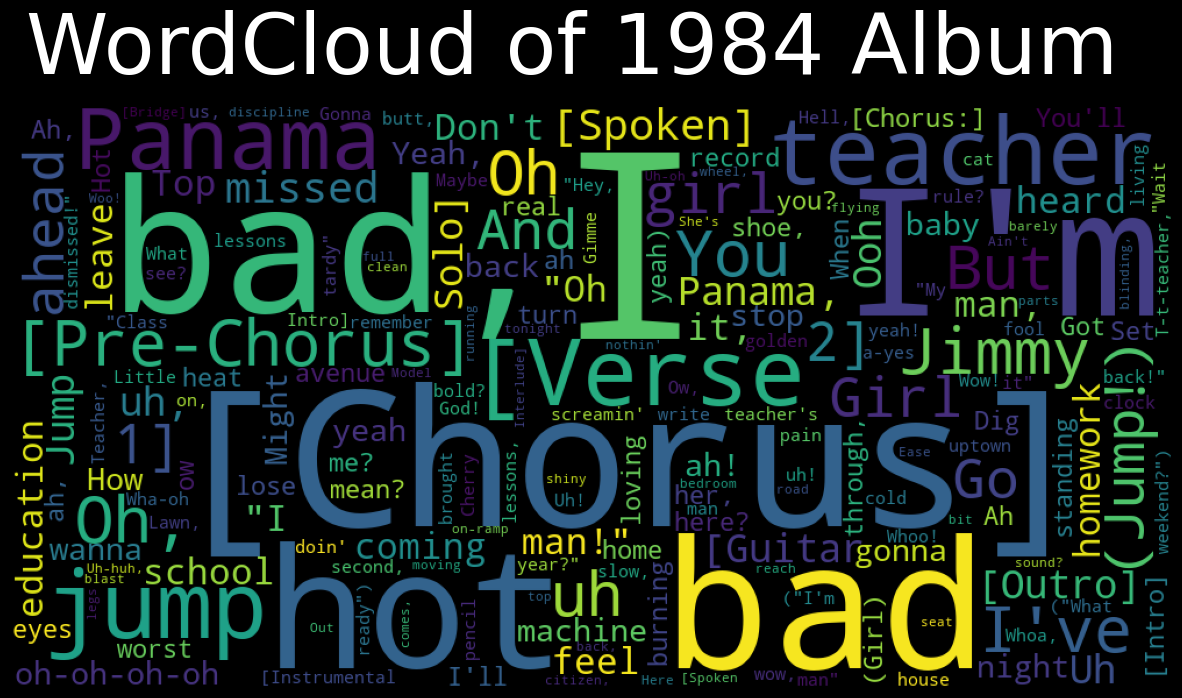 WordCloud of 1984 Album
[Bridge] us, discipline Gonna butt, Hell, [Chorus:] You'll
Ah, Panama Don't [Spoken] teacher
Yeah, Oh record cat
ahead Hot Woo! Top missed Maybe "Hey, Uh-oh wheel, girl you? rule? heard living "Wait
dismissed!" leave bad, real Gimme I She's shoe, flying baby I'm barely
Solo] And You When Ooh Ain't
What lessons full clean tardy" yeah) But blinding,
see? back ah "Oh Panama, "My man, parts T-t-teacher,
"Class Intro] remember turn it, stop yeah! fool Got Set
running tonight nothin' golden 2] a-yes Jimmy
[Pre-Chorus] [Verse Wow! it" back!"
Little heat avenue Model bold? Interlude] Ow, Girl (Jump!)
ah, Jump Teacher, uh, on, Might God! screamin' write teacher's Dig clock
1] [Chorus] yeah pain uptown standing homework
education How ow lose me? mean? brought Cherry lessons, shiny Uh! loving ah! uh! bedroom through, Ease Go
Wha-oh her, man road cold bit
Oh, Lawn, "I on-ramp man!" here? Whoo! Ah weekend?")
wanna doin' coming home [Guitar gonna sound?
Uh-huh, school second, moving year?" slow, reach [Outro]
blast jump hot uh ("I'm bad ("What
legs Out ready") comes, pencil top machine burning (Girl) seat I've Whoa, [Intro]
eyes worst back, feel
oh-oh-oh-oh [Instrumental I'll citizen, Here [Spoken wow, man" house night Uh